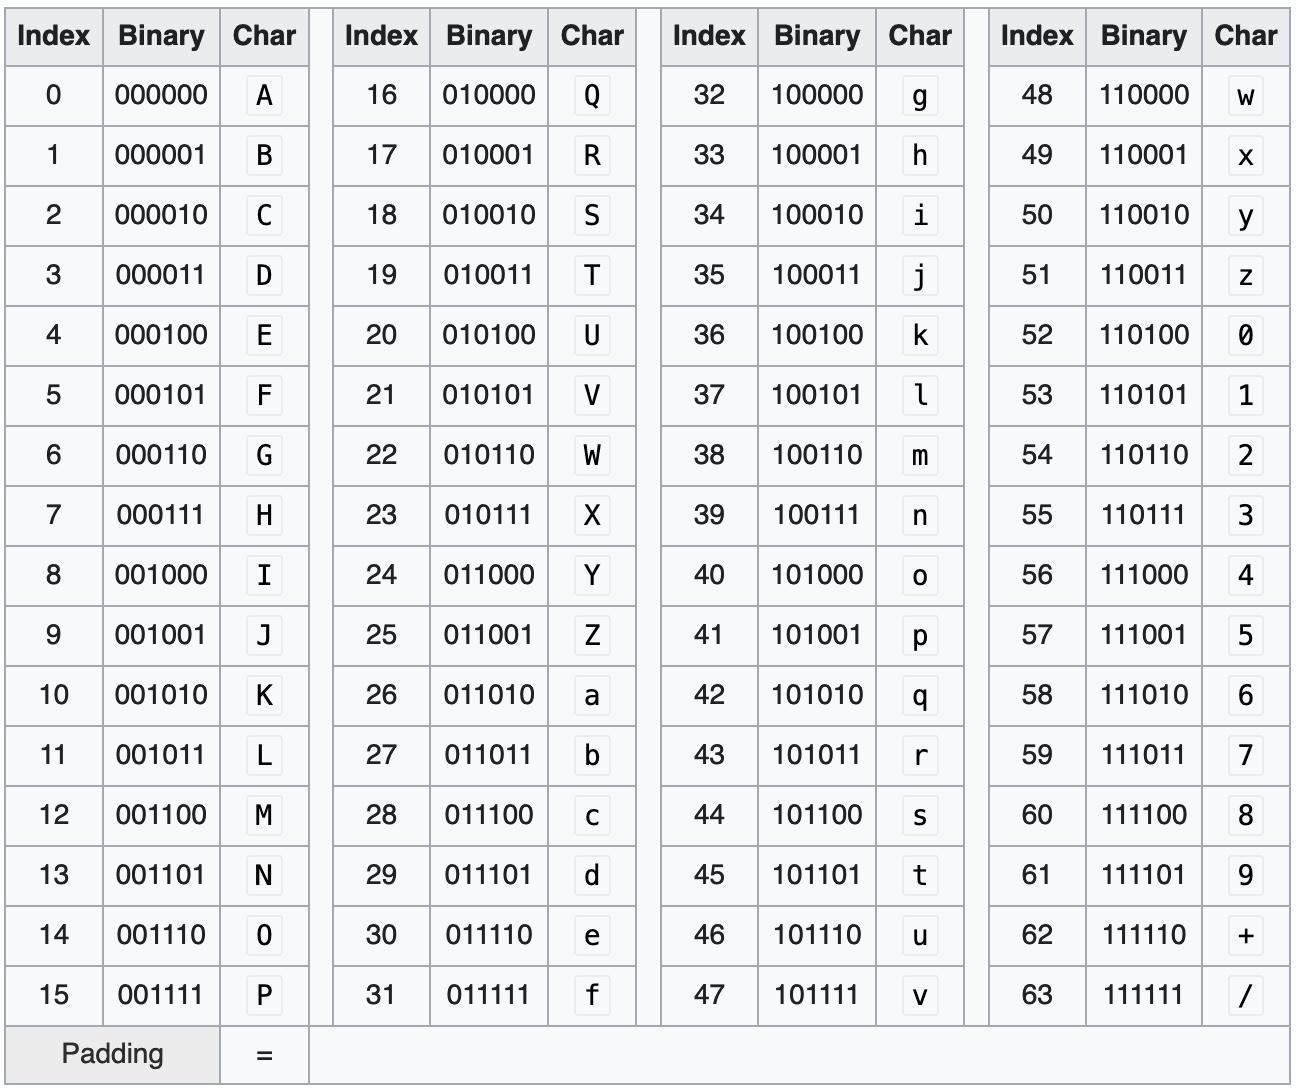 Index Binary Char Index Binary Char Index Binary Char Index Binary Char
0 000000 A 16 010000 Q 32 100000 g 48 110000 w
1 000001 B 17 010001 R 33 100001 h 49 110001 x
2 000010 C 18 010010 S 34 100010 i 50 110010 y
3 000011 D 19 010011 T 35 100011 j 51 110011 z
4 000100 E 20 010100 U 36 100100 k 52 110100 0
5 000101 F 21 010101 V 37 100101 l 53 110101 1
6 000110 G 22 010110 W 38 100110 m 54 110110 2
7 000111 H 23 010111 X 39 100111 n 55 110111 3
8 001000 I 24 011000 Y 40 101000 o 56 111000 4
9 001001 J 25 011001 Z 41 101001 p 57 111001 5
10 001010 K 26 011010 a 42 101010 q 58 111010 6
11 001011 L 27 011011 b 43 101011 r 59 111011 7
12 001100 M 28 011100 c 44 101100 s 60 111100 8
13 001101 N 29 011101 d 45 101101 t 61 111101 9
14 001110 O 30 011110 e 46 101110 u 62 111110 +
15 001111 P 31 011111 f 47 101111 v 63 111111 /
Padding =